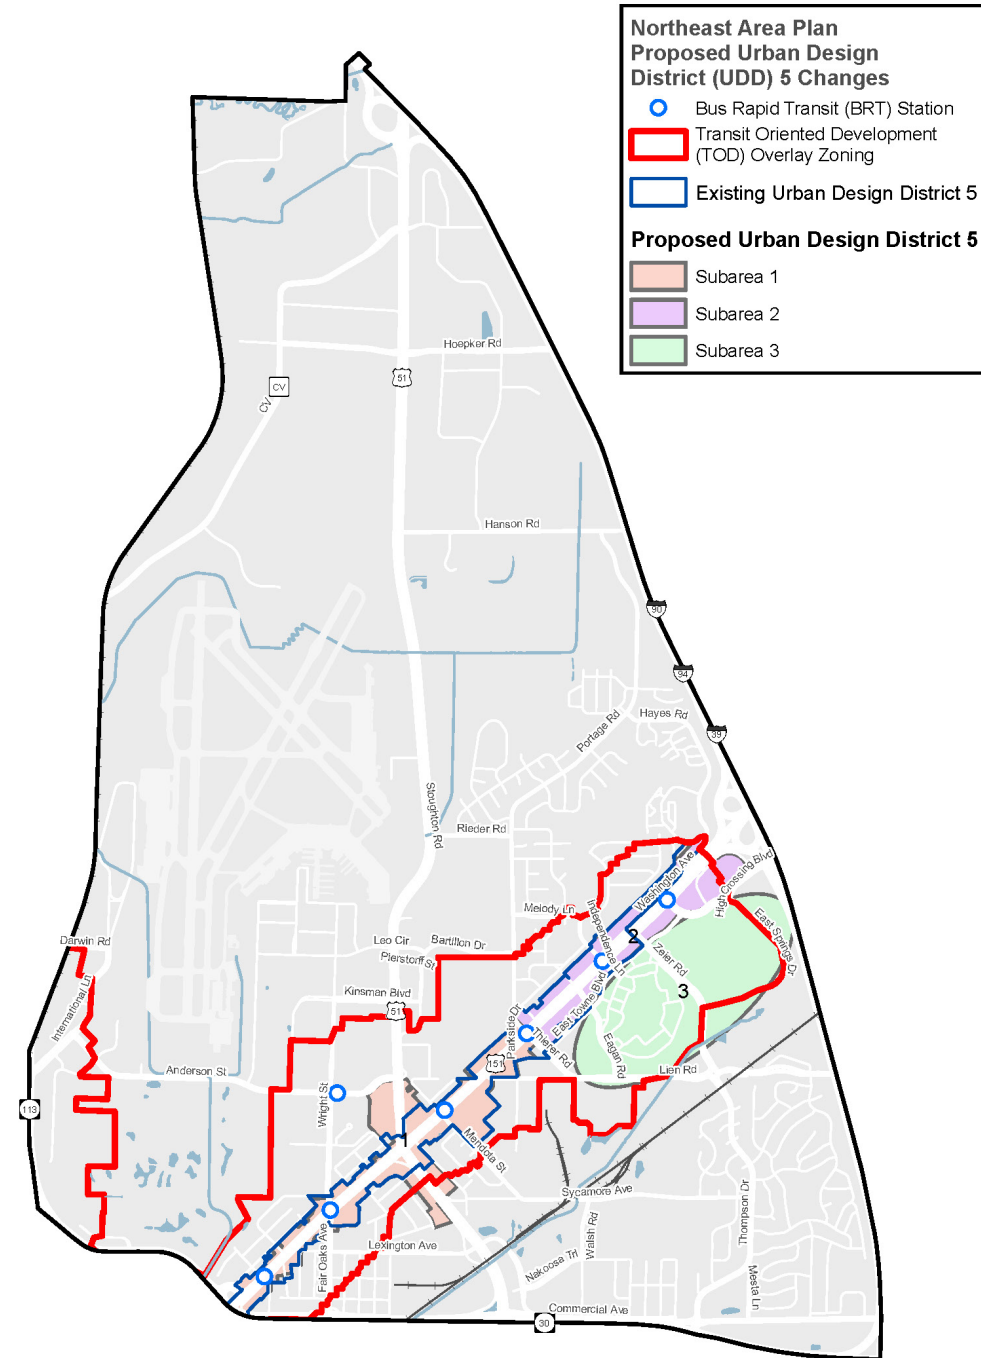 Northeast Area Plan
Proposed Urban Design
District (UDD) 5 Changes
Bus Rapid Transit (BRT) Station
Transit Oriented Development
(TOD) Overlay Zoning
Existing Urban Design District 5
Proposed Urban Design District 5
Subarea 1
Subarea 2
Subarea 3
Hoepker Rd
51
CV
CV
Hanson Rd
90
94
39
Hayes Rd
Portage Rd
Stoughton Rd
Rieder Rd
Washington Ave
High Crossing Blvd
Melody Ln
Independence Ln
East Springs Dr
Darwin Rd
Leo Cir
Bartillon Dr
Pierstorff St
2
Zeier Rd
International Ln
Kinsman Blvd
51
East Towne Blvd
3
Parkside Dr
Thierer Rd
Eagan Rd
151
Lien Rd
Anderson St
Wright St
113
1
Mendota St
Sycamore Ave
Thompson Dr
Walsh Rd
Fair Oaks Ave
Lexington Ave
Nakoosa Trl
Mesta Ln
Commercial Ave
30